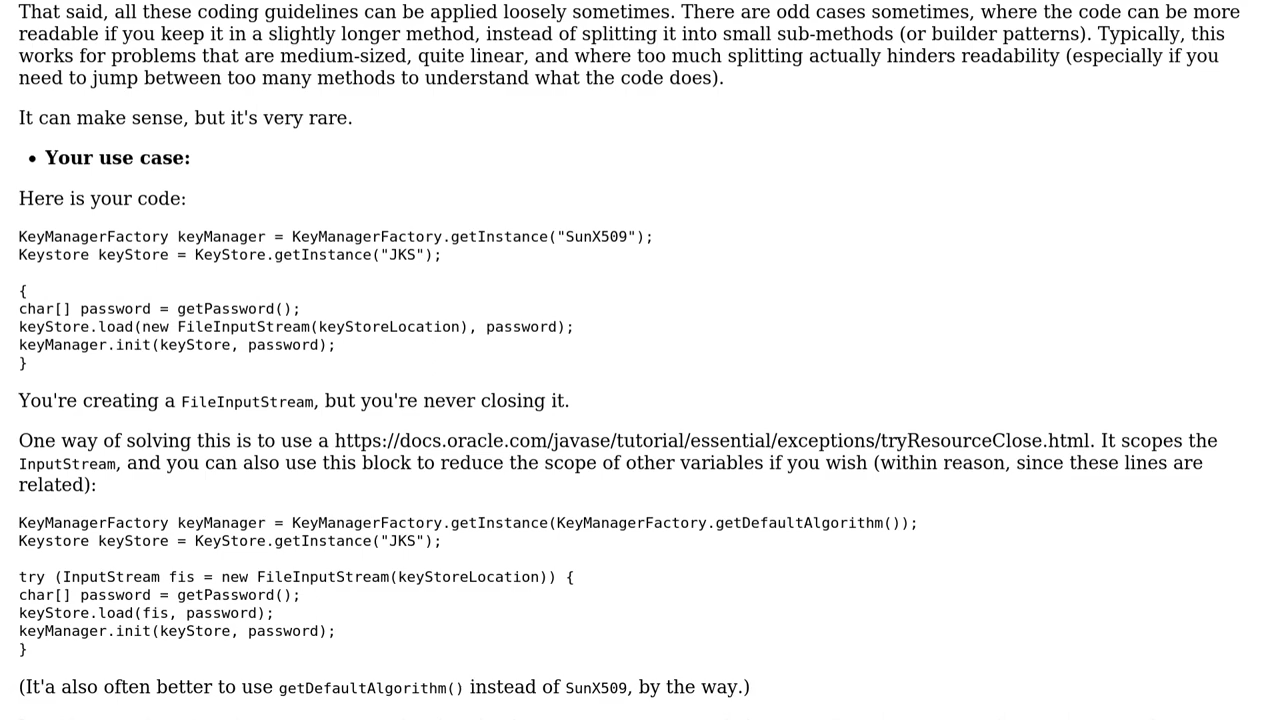 That said, all these coding guidelines can be applied loosely sometimes. There are odd cases sometimes, where the code can be more
readable if you keep it in a slightly longer method, instead of splitting it into small sub-methods (or builder patterns). Typically, this
works for problems that are medium-sized, quite linear, and where too much splitting actually hinders readability (especially if you
need to jump between too many methods to understand what the code does).
It can make sense, but it's very rare.
• Your use case:
Here is your code:
KeyManagerFactory keyManager = KeyManagerFactory.getInstance("SunX509");
Keystore keyStore = KeyStore.getInstance("JKS");
{
char[] password = getPassword();
keyStore.load(new FileInputStream(keyStoreLocation), password);
keyManager.init(keyStore, password);
}
You're creating a FileInputStream, but you're never closing it.
One way of solving this is to use a https://docs.oracle.com/javase/tutorial/essential/exceptions/tryResourceClose.html. It scopes the
InputStream, and you can also use this block to reduce the scope of other variables if you wish (within reason, since these lines are
related):
KeyManagerFactory keyManager = KeyManagerFactory.getInstance(KeyManagerFactory.getDefaultAlgorithm());
Keystore keyStore = KeyStore.getInstance("JKS");
try (InputStream fis = new FileInputStream(keyStoreLocation)) {
char[] password = getPassword();
keyStore.load(fis, password);
keyManager.init(keyStore, password);
}
(It'a also often better to use getDefaultAlgorithm() instead of SunX509, by the way.)